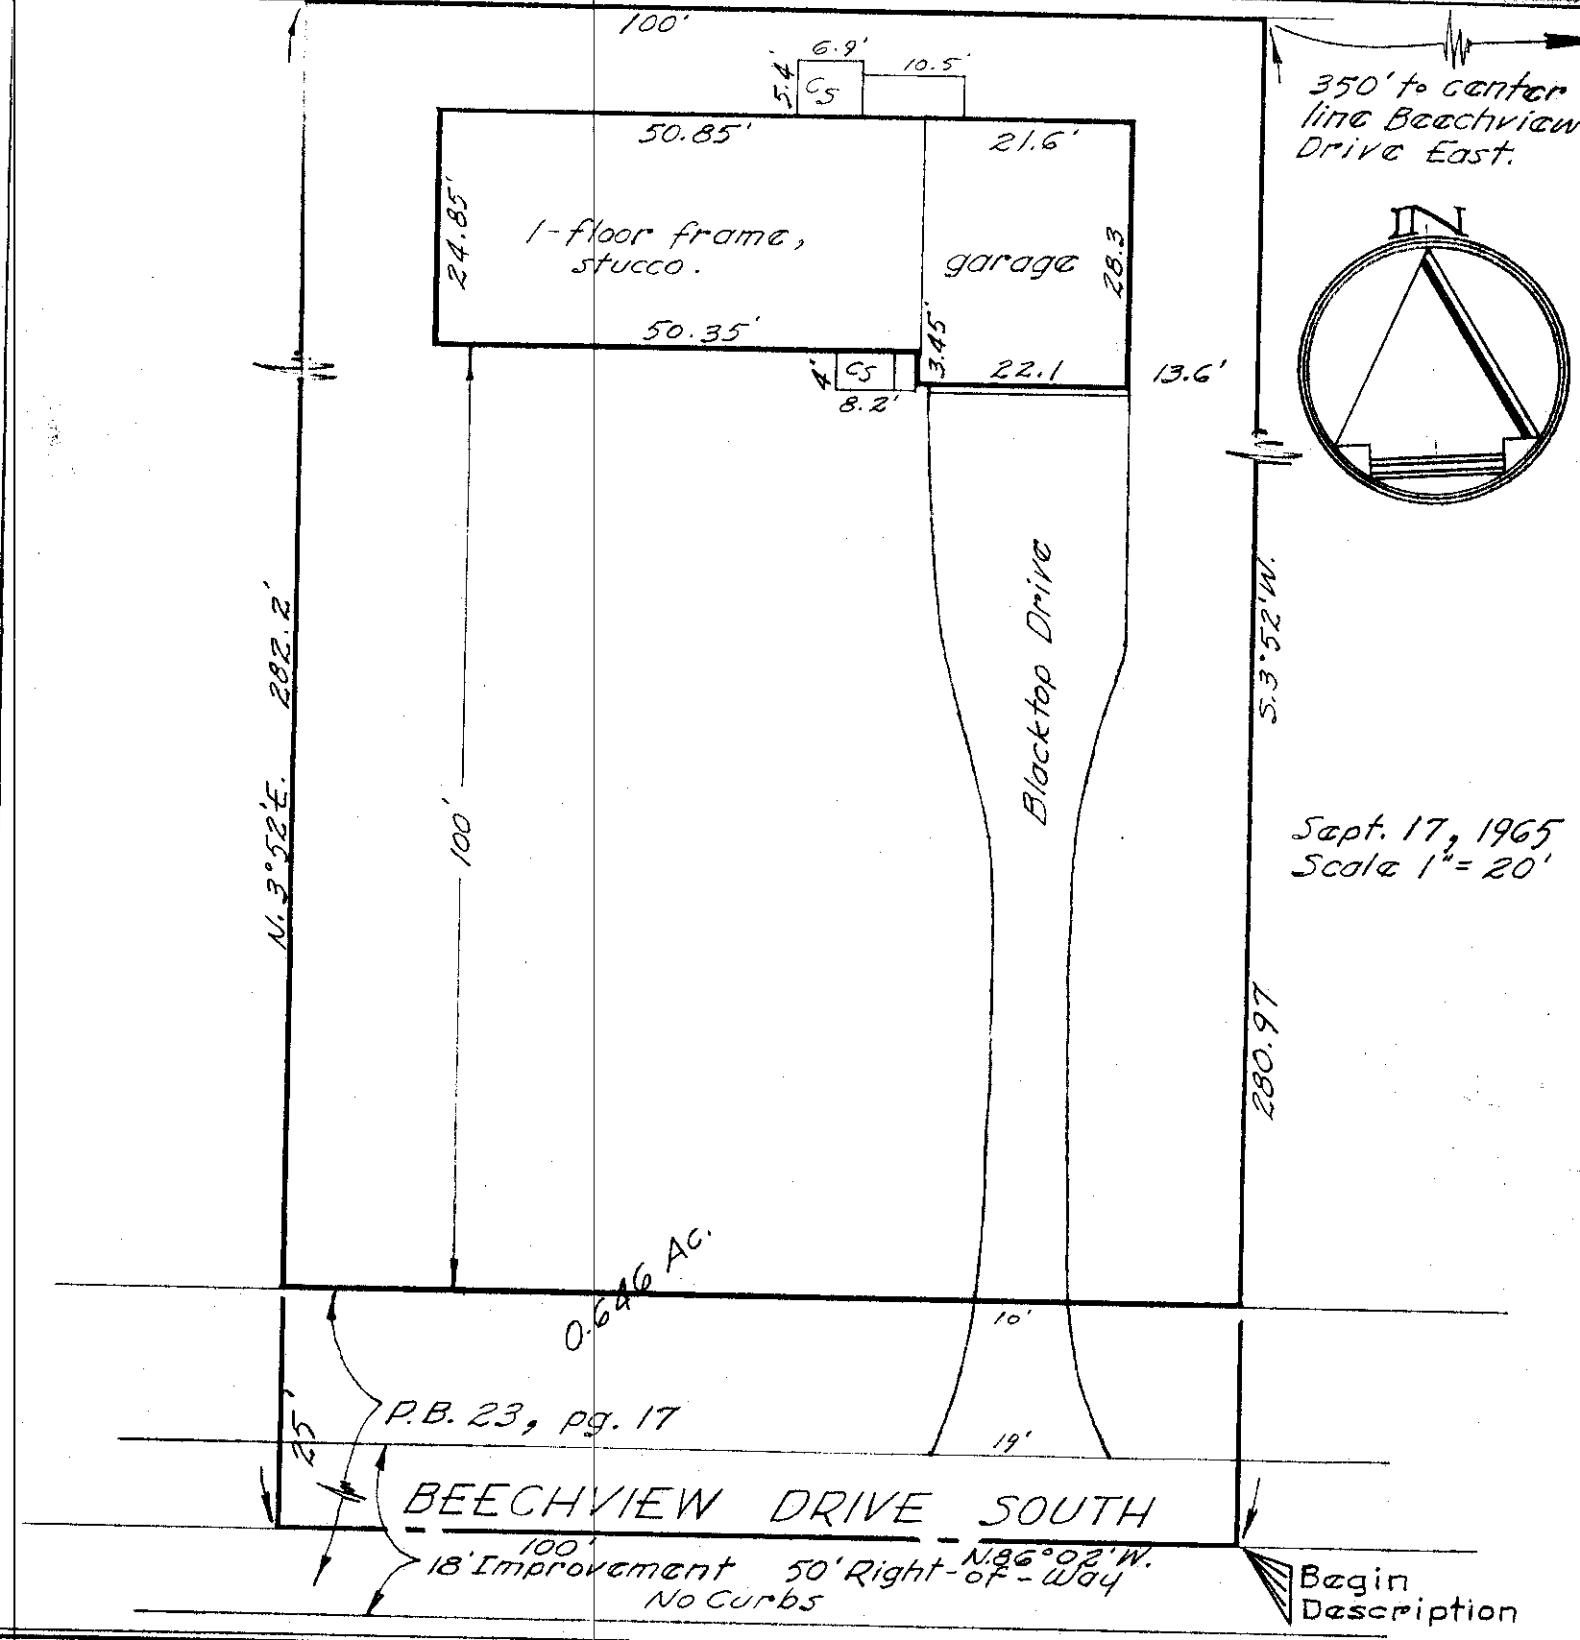 100'
6.9'
10.5'
5.4'
CS
350' to center
line Beechview
Drive East.
50.85'
21.6'
N
24.85'
1-floor frame,
stucco.
garage
28.3
50.35'
3.45'
4'
CS
8.2'
22.1
13.6'
Blacktop Drive
N. 3°52'E. 282.2'
S. 3°52'W.
280.97
100'
Sept. 17, 1965
Scale 1"= 20'
0.646 Ac.
10'
25'
P.B. 23, pg. 17
19'
BEECHVIEW DRIVE SOUTH
100'
N.86°02'W.
18' Improvement 50' Right-of-Way
No Curbs
Begin
Description